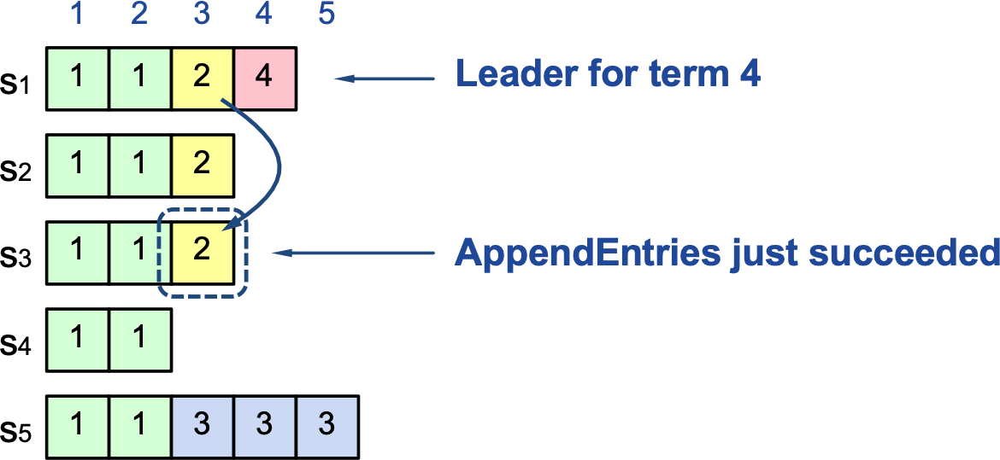 1 2 3 4 5
s1 1 1 2 4 Leader for term 4
s2 1 1 2
s3 1 1 2 AppendEntries just succeeded
s4 1 1
s5 1 1 3 3 3